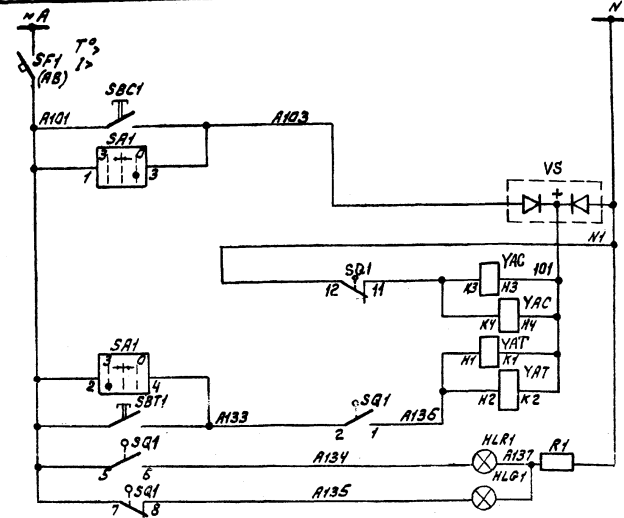 ~A
N
SF1
(AB)
T°>
I>
SBC1
A101
A103
SA1
3 0
1
3
VS
+
N1
SQ1
12
11
YAC
101
K3
H3
YAC
K4
H4
YAT
H1
K1
YAT
H2
K2
SA1
3 0
2
4
SBT1
A133
SQ1
2
1
A136
SQ1
5
6
A134
HLR1
A137
R1
HLG1
SQ1
7
8
A135